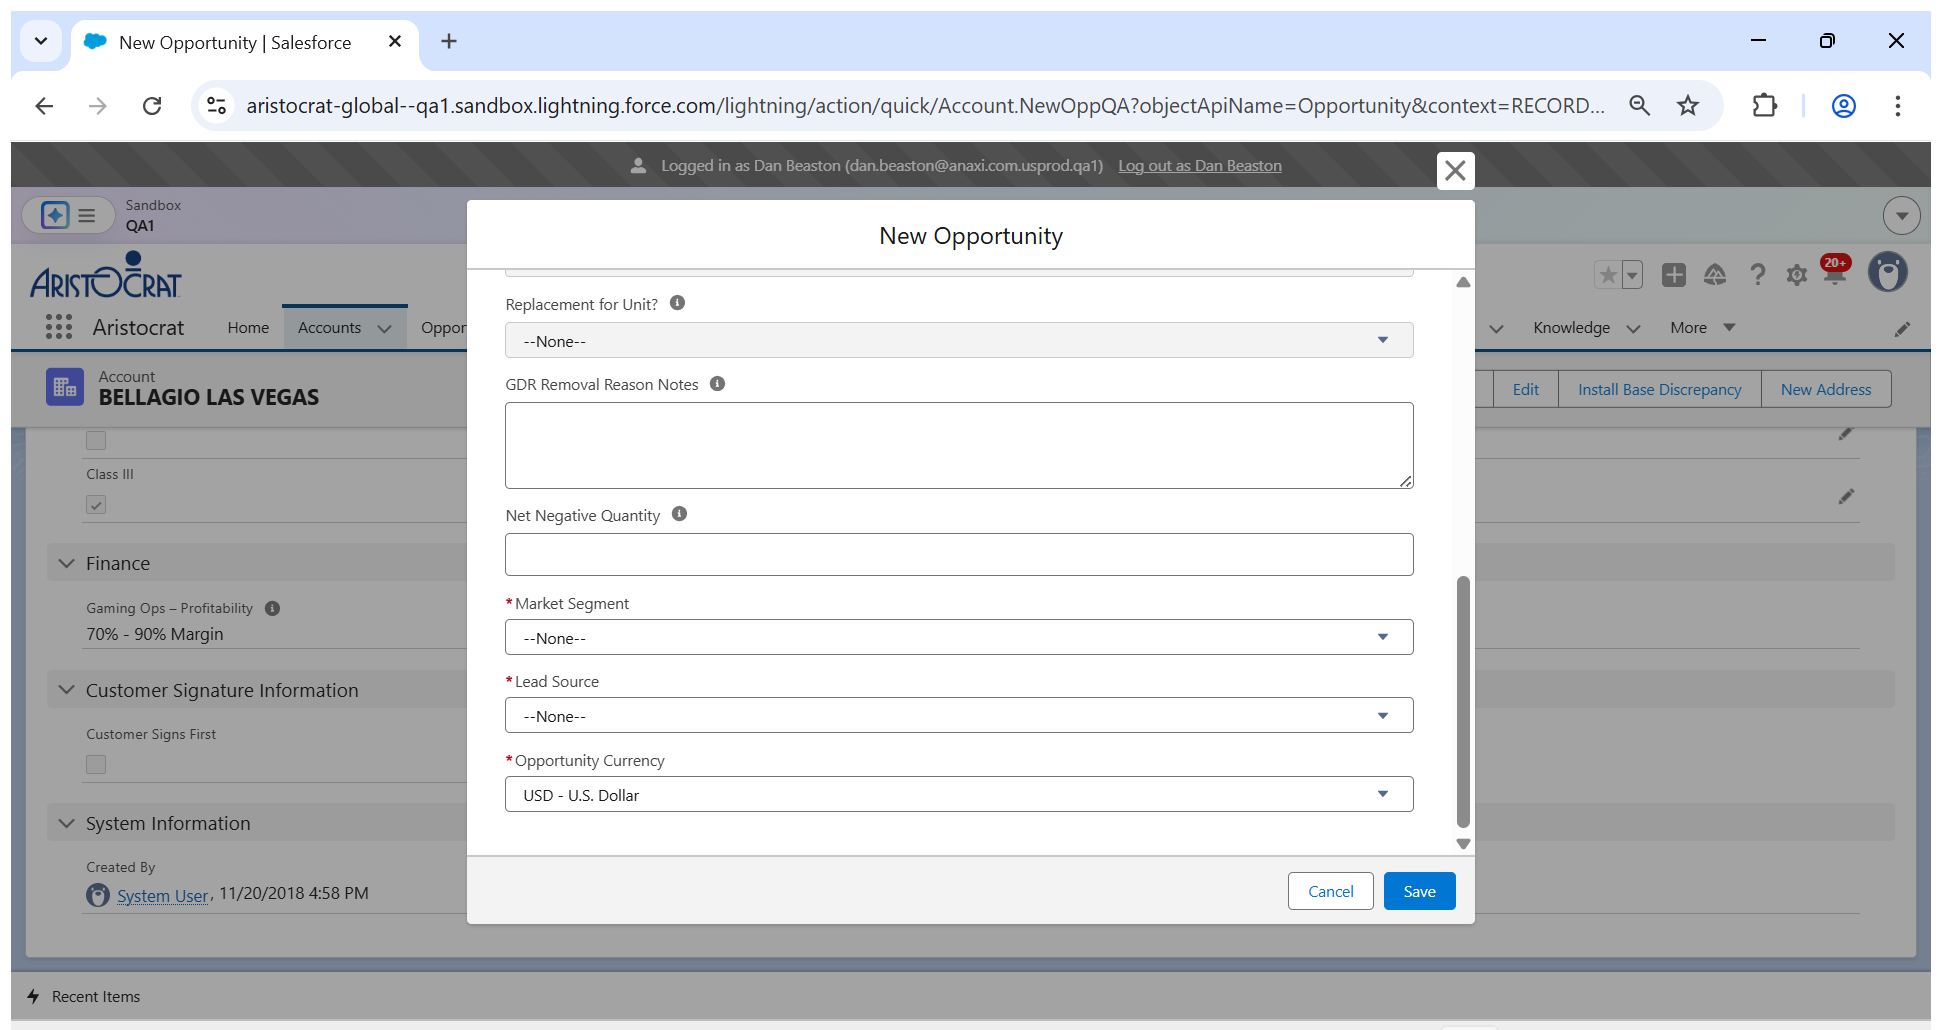 New Opportunity | Salesforce
aristocrat-global--qa1.sandbox.lightning.force.com/lightning/action/quick/Account.NewOppQA?objectApiName=Opportunity&context=RECORD...
Logged in as Dan Beaston (dan.beaston@anaxi.com.usprod.qa1) Log out as Dan Beaston
Sandbox
QA1
ARISTOCRAT
20+
Aristocrat Home Accounts Oppor Knowledge More
Account
BELLAGIO LAS VEGAS
Edit Install Base Discrepancy New Address
Class III
Finance
Gaming Ops – Profitability
70% - 90% Margin
Customer Signature Information
Customer Signs First
System Information
Created By
System User, 11/20/2018 4:58 PM
New Opportunity
Replacement for Unit?
--None--
GDR Removal Reason Notes
Net Negative Quantity
*Market Segment
--None--
*Lead Source
--None--
*Opportunity Currency
USD - U.S. Dollar
Cancel Save
Recent Items